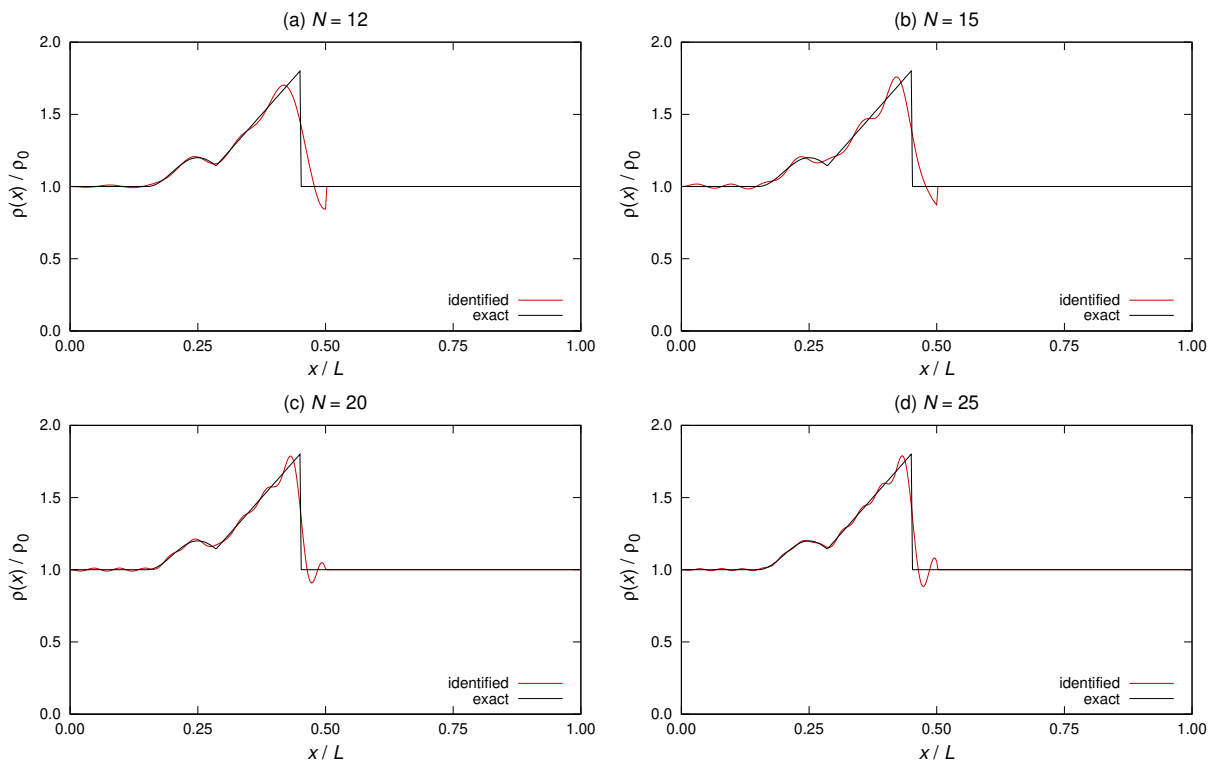 (a) N = 12
2.0
1.5
1.0
0.5
0.0
ρ(x) / ρ0
identified
exact
0.00 0.25 0.50 0.75 1.00
x / L
(b) N = 15
2.0
1.5
1.0
0.5
0.0
ρ(x) / ρ0
identified
exact
0.00 0.25 0.50 0.75 1.00
x / L
(c) N = 20
2.0
1.5
1.0
0.5
0.0
ρ(x) / ρ0
identified
exact
0.00 0.25 0.50 0.75 1.00
x / L
(d) N = 25
2.0
1.5
1.0
0.5
0.0
ρ(x) / ρ0
identified
exact
0.00 0.25 0.50 0.75 1.00
x / L